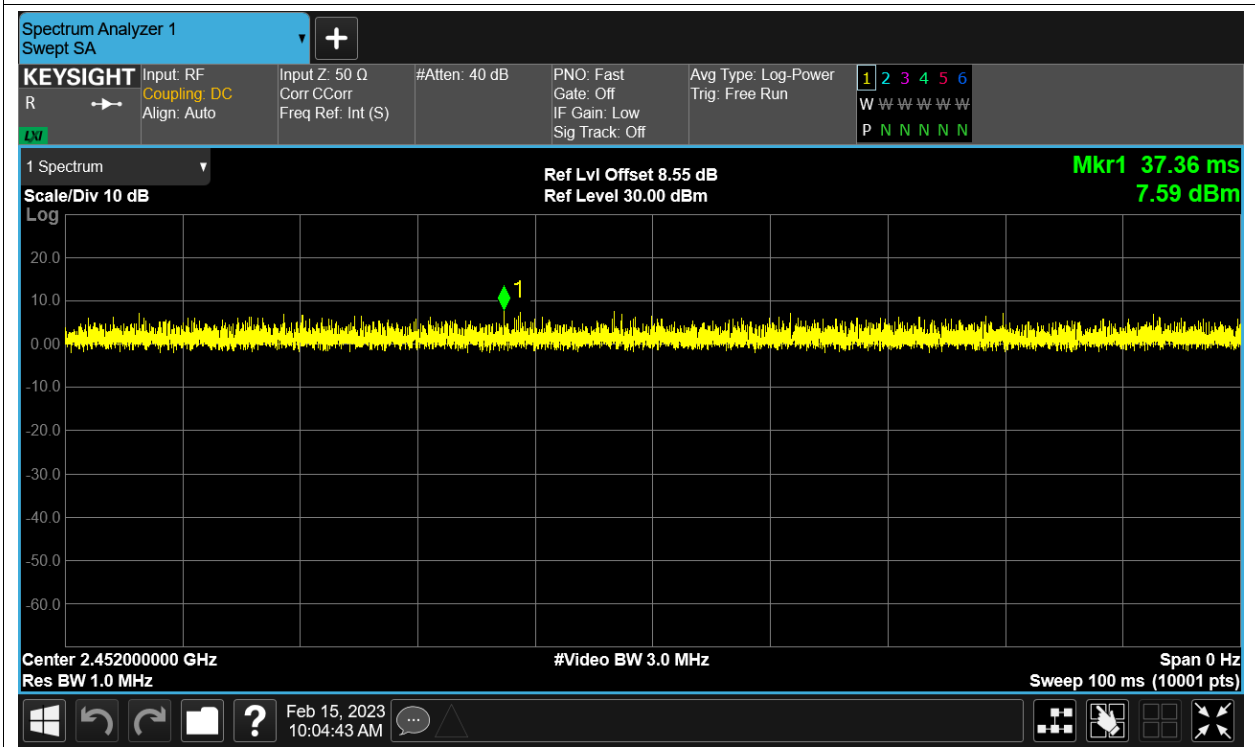 Spectrum Analyzer 1
Swept SA
KEYSIGHT
R
LXI
Input: RF
Coupling: DC
Align: Auto
Input Z: 50 Ω
Corr CCorr
Freq Ref: Int (S)
#Atten: 40 dB
PNO: Fast
Gate: Off
IF Gain: Low
Sig Track: Off
Avg Type: Log-Power
Trig: Free Run
1 2 3 4 5 6
W W W W W W
P N N N N N
1 Spectrum
Scale/Div 10 dB
Ref Lvl Offset 8.55 dB
Ref Level 30.00 dBm
Mkr1 37.36 ms
7.59 dBm
Log
20.0
10.0
0.00
-10.0
-20.0
-30.0
-40.0
-50.0
-60.0
1
Center 2.452000000 GHz
#Video BW 3.0 MHz
Span 0 Hz
Res BW 1.0 MHz
Sweep 100 ms (10001 pts)
?
Feb 15, 2023
10:04:43 AM